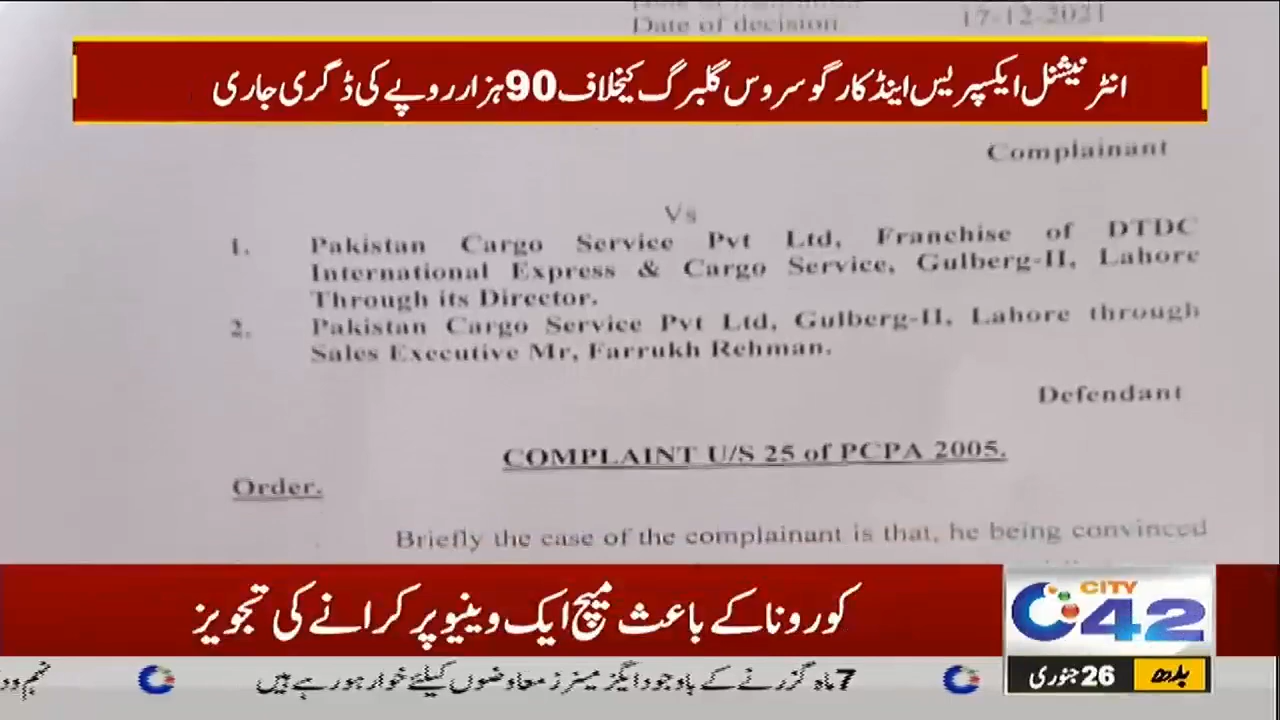 Date of decision 17-12-2021
انٹرنیشنل ایکسپریس اینڈ کارگو سروس گلبرگ کیخلاف 90 ہزار روپے کی ڈگری جاری
Complainant
Vs
1. Pakistan Cargo Service Pvt Ltd, Franchise of DTDC
International Express & Cargo Service, Gulberg-II, Lahore
Through its Director.
2. Pakistan Cargo Service Pvt Ltd, Gulberg-II, Lahore through
Sales Executive Mr, Farrukh Rehman.
Defendant
COMPLAINT U/S 25 of PCPA 2005.
Order.
Briefly the case of the complainant is that, he being convinced
کورونا کے باعث میچ ایک وینیو پر کرانے کی تجویز
CITY
42
بدھ 26 جنوری
7 ماہ گزرنے کے باوجود ایگزمینرز معاوضوں کیلئے خوار ہو رہے ہیں